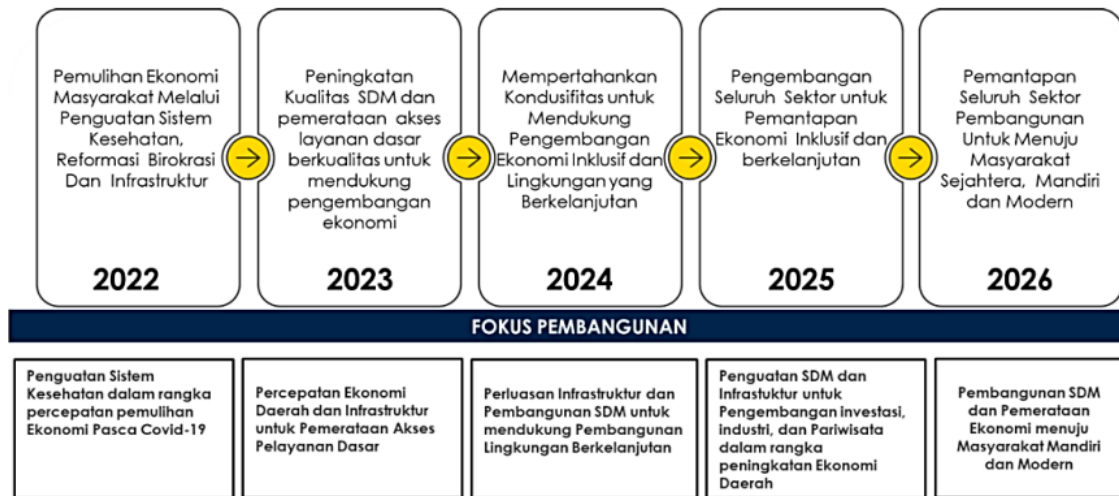 Pemulihan Ekonomi
Masyarakat Melalui
Penguatan Sistem
Kesehatan,
Reformasi Birokrasi
Dan Infrastruktur
2022
Peningkatan
Kualitas SDM dan
pemerataan akses
layanan dasar
berkualitas untuk
mendukung
pengembangan
ekonomi
2023
Mempertahankan
Kondusifitas untuk
Mendukung
Pengembangan
Ekonomi Inklusif dan
Lingkungan yang
Berkelanjutan
2024
Pengembangan
Seluruh Sektor untuk
Pemantapan
Ekonomi Inklusif dan
berkelanjutan
2025
Pemantapan
Seluruh Sektor
Pembangunan
Untuk Menuju
Masyarakat
Sejahtera, Mandiri
dan Modern
2026
FOKUS PEMBANGUNAN
Penguatan Sistem
Kesehatan dalam rangka
percepatan pemulihan
Ekonomi Pasca Covid-19
Percepatan Ekonomi
Daerah dan Infrastruktur
untuk Pemerataan Akses
Pelayanan Dasar
Perluasan Infrastruktur dan
Pembangunan SDM untuk
mendukung Pembangunan
Lingkungan Berkelanjutan
Penguatan SDM dan
Infrastuktur untuk
Pengembangan investasi,
industri, dan Pariwisata
dalam rangka
peningkatan Ekonomi
Daerah
Pembangunan SDM
dan Pemerataan
Ekonomi menuju
Masyarakat Mandiri
dan Modern